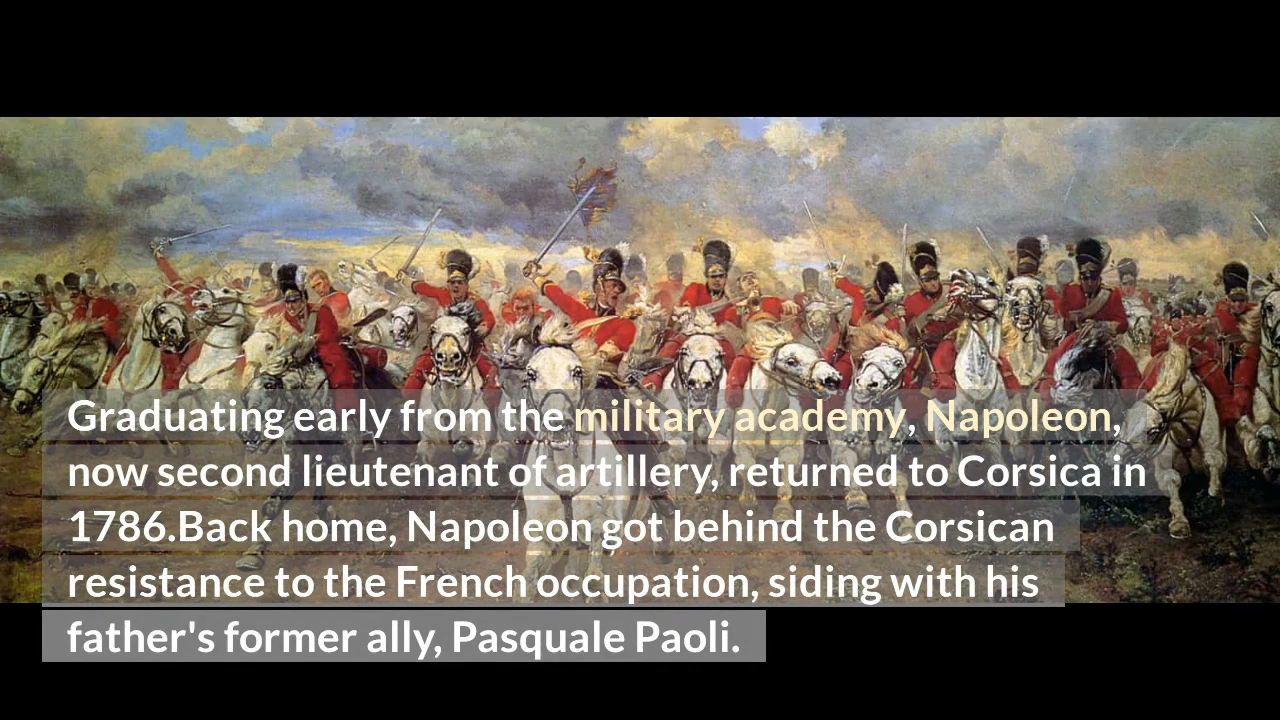 Graduating early from the military academy, Napoleon,
now second lieutenant of artillery, returned to Corsica in
1786.Back home, Napoleon got behind the Corsican
resistance to the French occupation, siding with his
father's former ally, Pasquale Paoli.